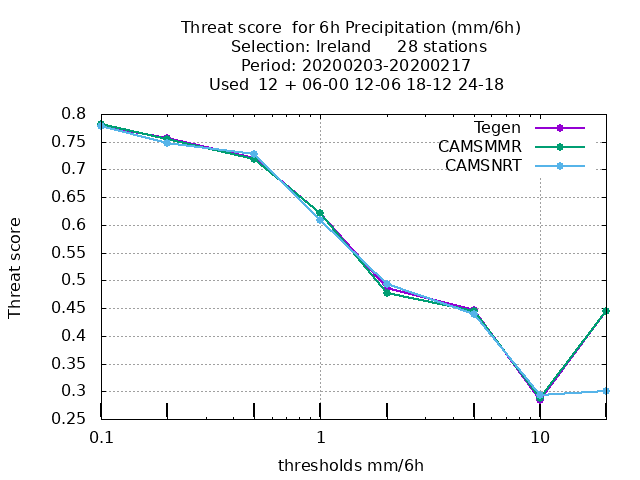 Threat score  for 6h Precipitation (mm/6h)
Selection: Ireland     28 stations
Period: 20200203-20200217
Used  12 + 06-00 12-06 18-12 24-18
Tegen
CAMSMMR
CAMSNRT
0.8
0.75
0.7
0.65
0.6
0.55
0.5
0.45
0.4
0.35
0.3
0.25
Threat score
0.1 1 10
thresholds mm/6h